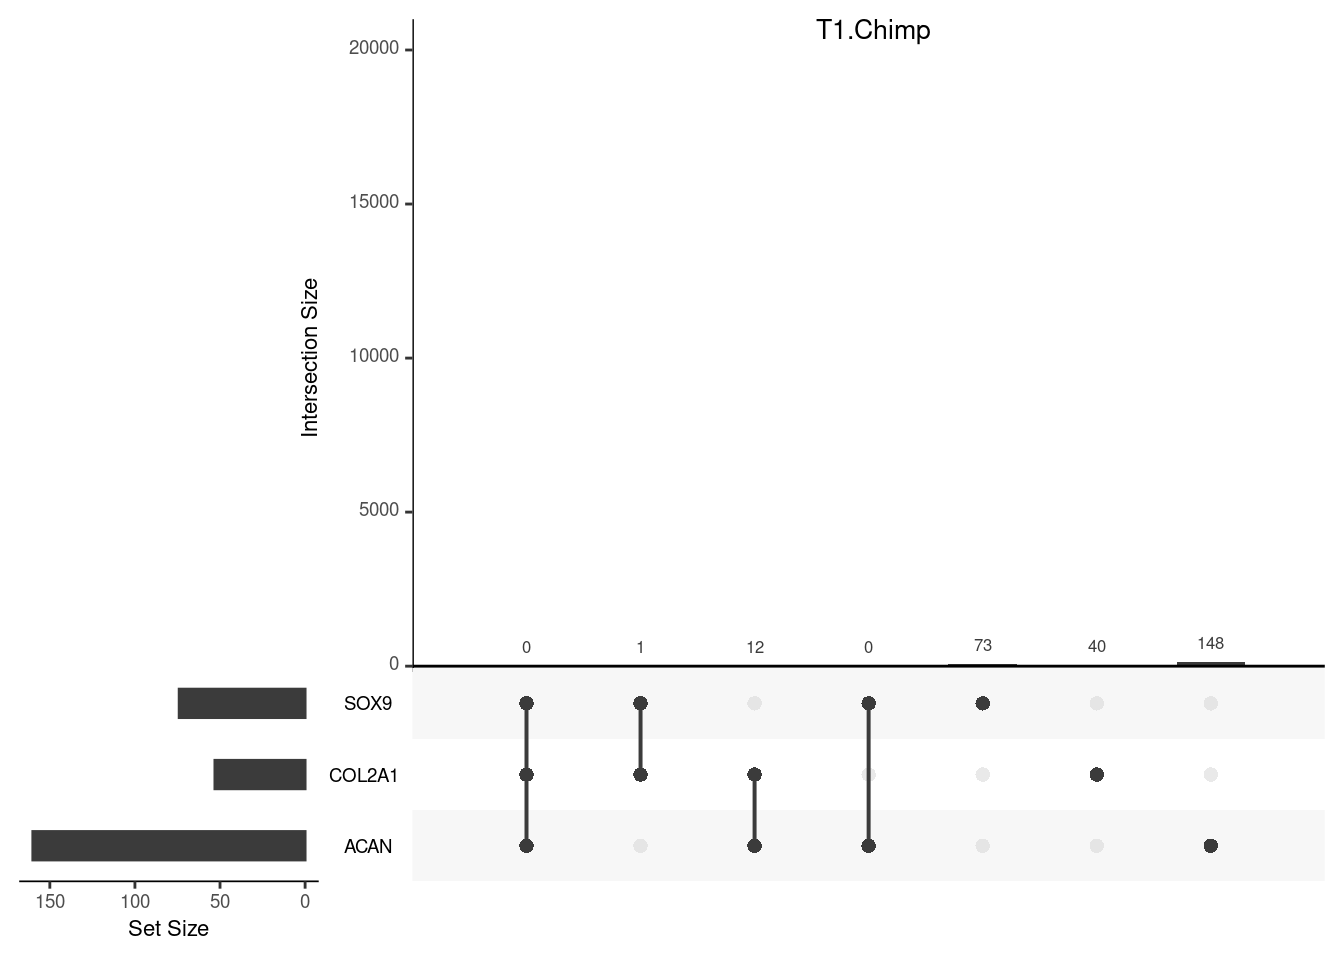 T1.Chimp
20000
15000
10000
5000
0
Intersection Size
0 1 12 0 73 40 148
SOX9
COL2A1
ACAN
150 100 50 0
Set Size